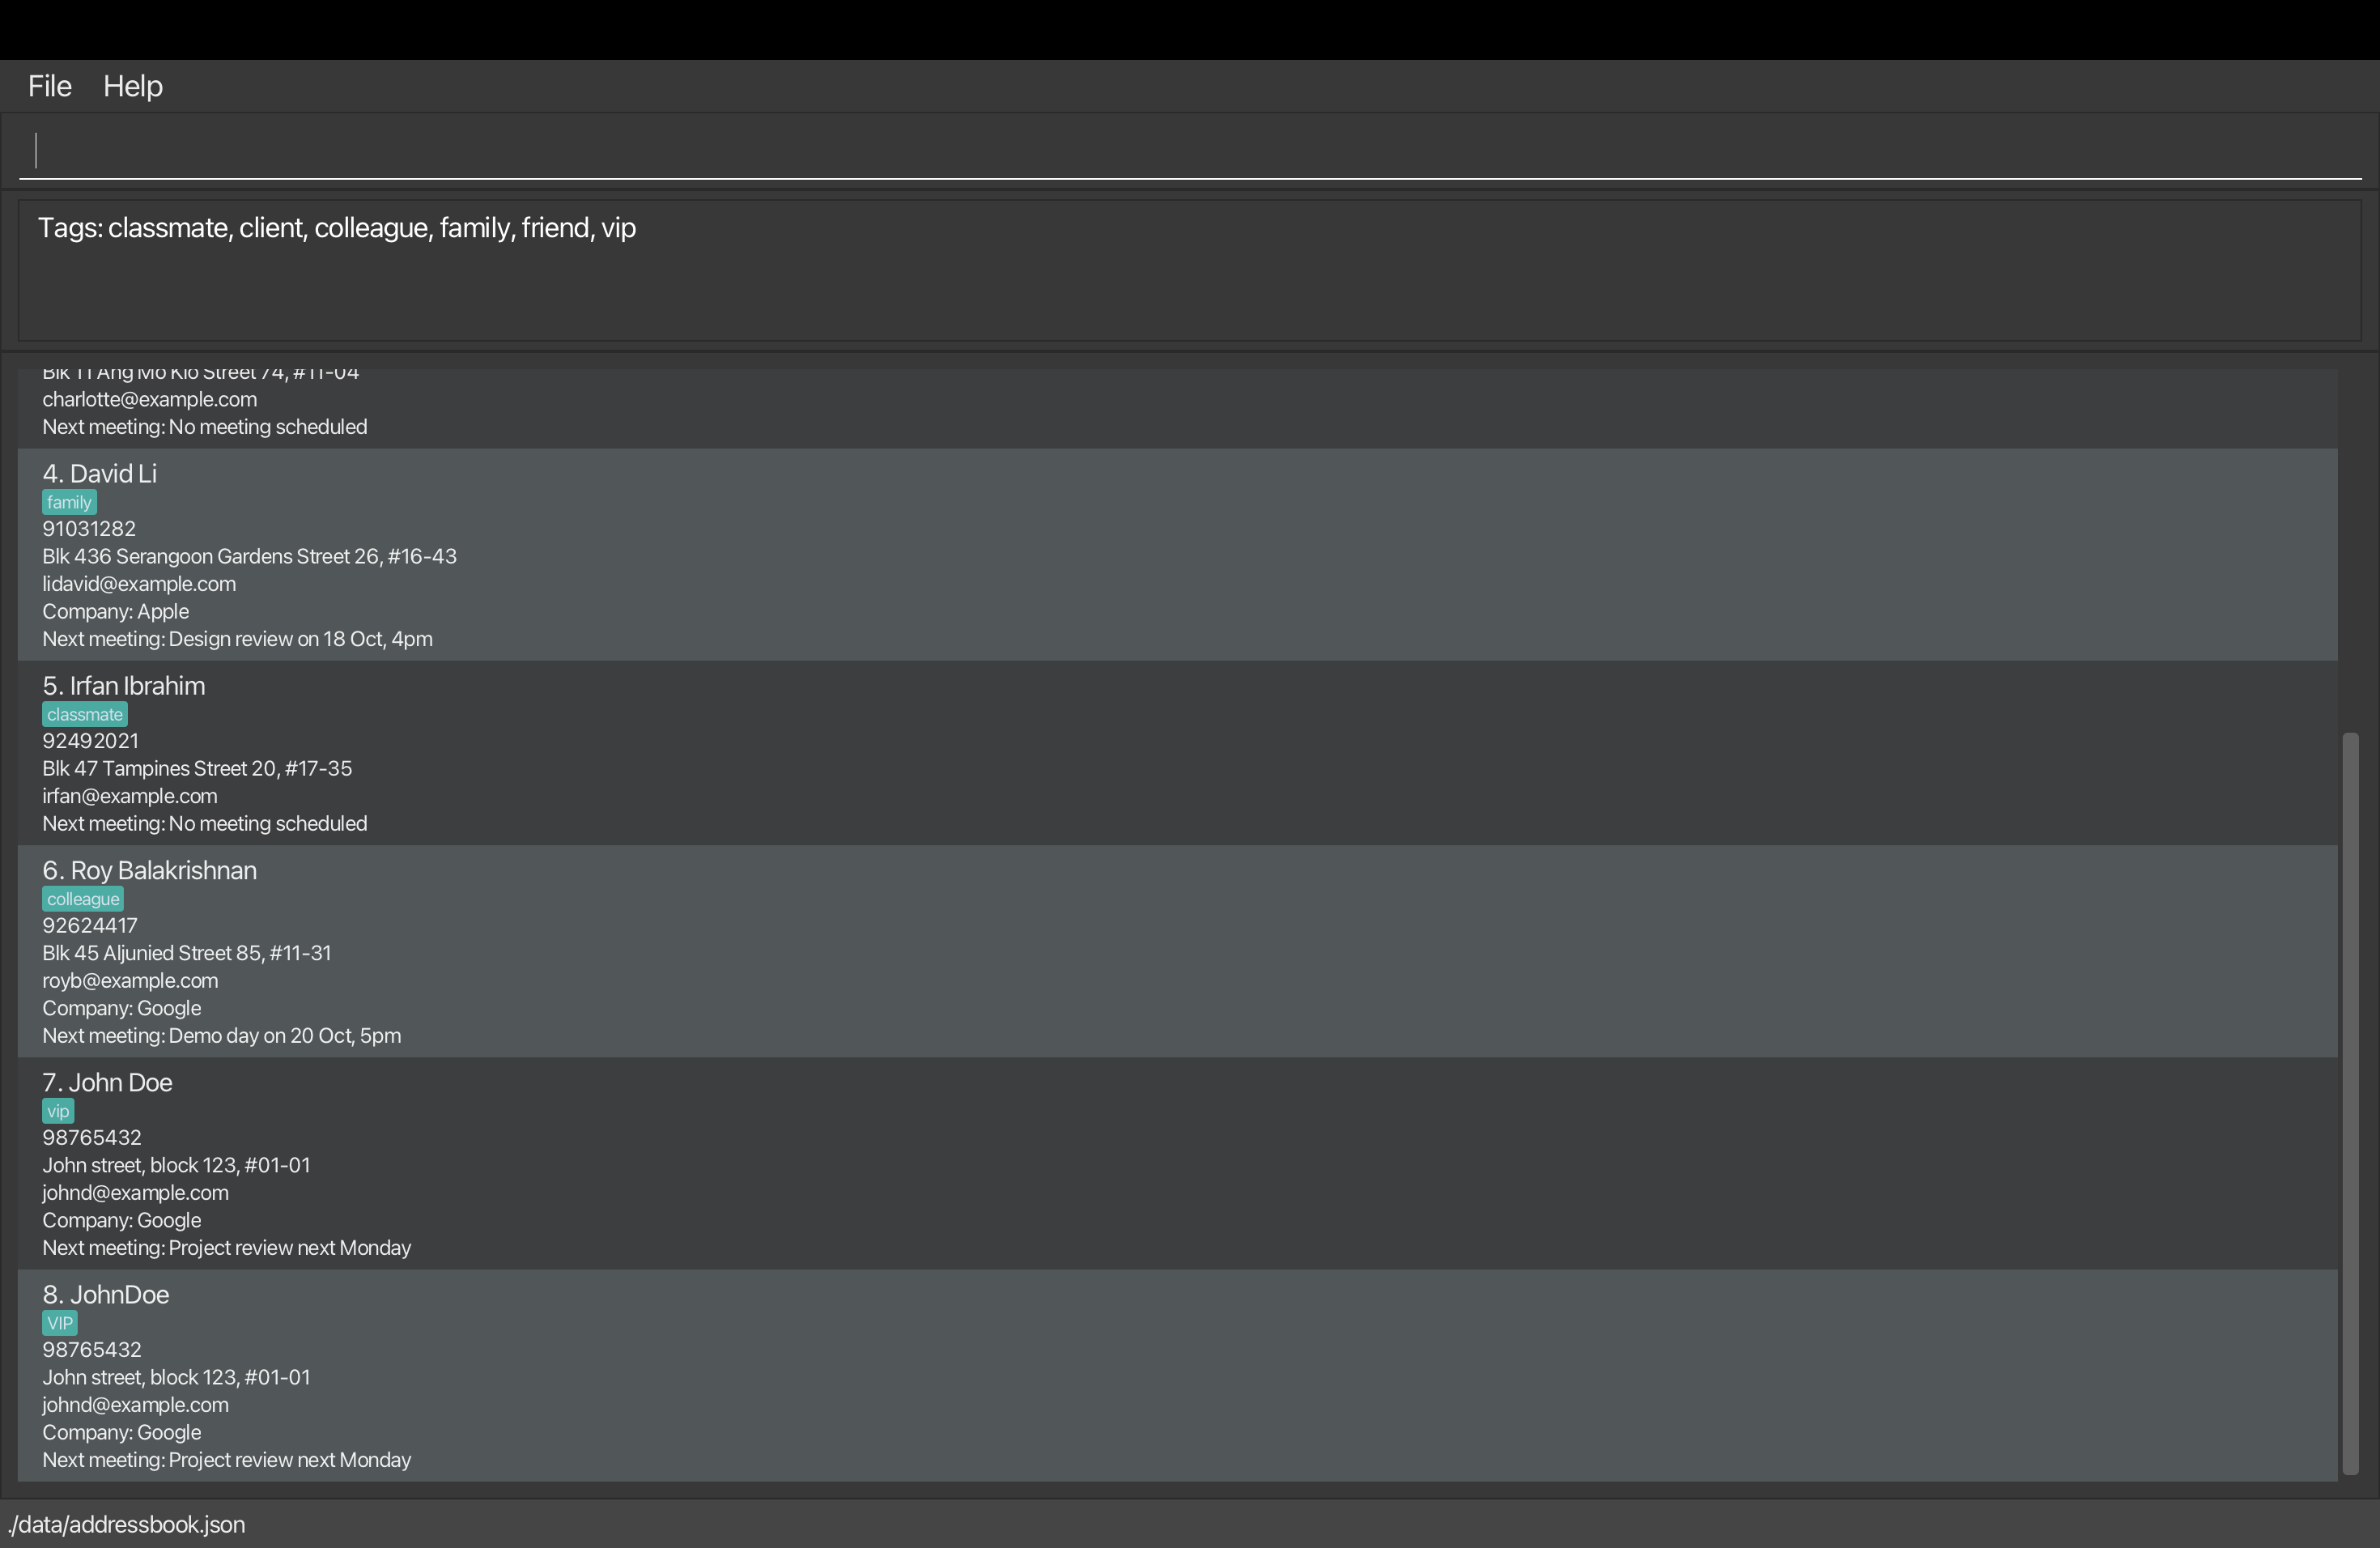 File Help
Tags: classmate, client, colleague, family, friend, vip
Blk 11 Ang Mo Kio Street 74, #11-04
charlotte@example.com
Next meeting: No meeting scheduled
4. David Li
family
91031282
Blk 436 Serangoon Gardens Street 26, #16-43
lidavid@example.com
Company: Apple
Next meeting: Design review on 18 Oct, 4pm
5. Irfan Ibrahim
classmate
92492021
Blk 47 Tampines Street 20, #17-35
irfan@example.com
Next meeting: No meeting scheduled
6. Roy Balakrishnan
colleague
92624417
Blk 45 Aljunied Street 85, #11-31
royb@example.com
Company: Google
Next meeting: Demo day on 20 Oct, 5pm
7. John Doe
vip
98765432
John street, block 123, #01-01
johnd@example.com
Company: Google
Next meeting: Project review next Monday
8. JohnDoe
VIP
98765432
John street, block 123, #01-01
johnd@example.com
Company: Google
Next meeting: Project review next Monday
./data/addressbook.json